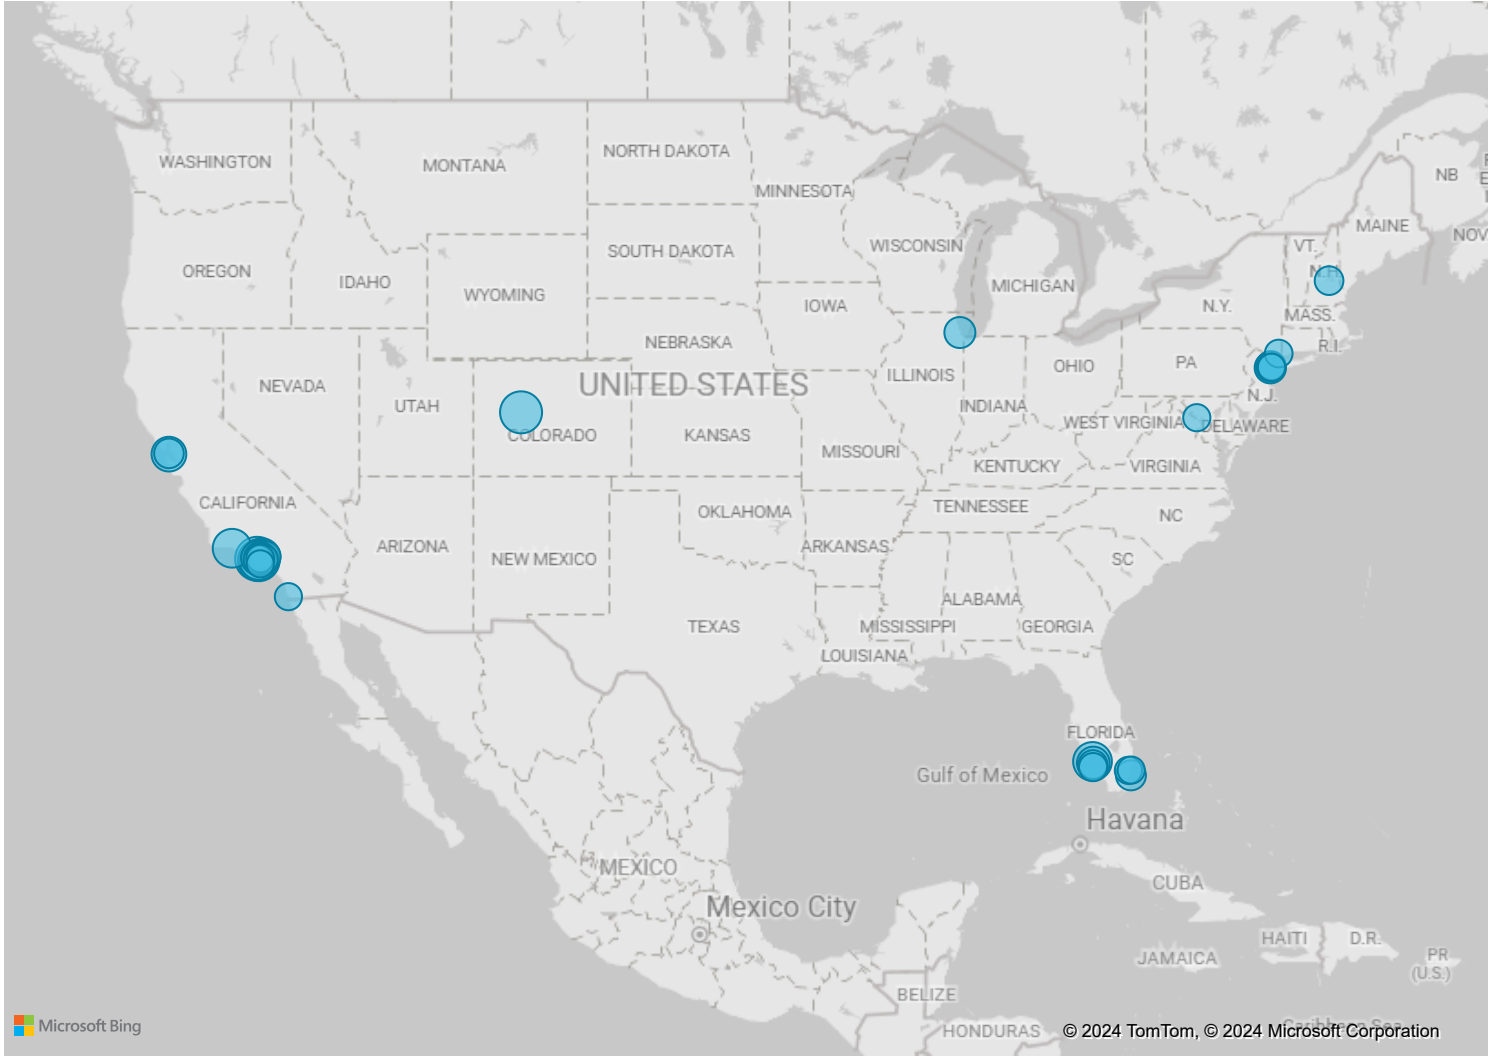 WASHINGTON
MONTANA
NORTH DAKOTA
MINNESOTA
NB
MAINE
VT.
NOV
WISCONSIN
SOUTH DAKOTA
OREGON
IDAHO
N.H.
MICHIGAN
WYOMING
IOWA
N.Y.
MASS.
NEBRASKA
R.I.
PA
OHIO
ILLINOIS
UNITED STATES
NEVADA
UTAH
N.J.
INDIANA
WEST VIRGINIA
DELAWARE
COLORADO
KANSAS
MISSOURI
KENTUCKY
VIRGINIA
CALIFORNIA
TENNESSEE
OKLAHOMA
NC
ARIZONA
NEW MEXICO
ARKANSAS
SC
ALABAMA
TEXAS
MISSISSIPPI
GEORGIA
LOUISIANA
FLORIDA
Gulf of Mexico
Havana
MEXICO
CUBA
Mexico City
HAITI
D.R.
JAMAICA
PR
(U.S.)
BELIZE
Microsoft Bing
HONDURAS
Caribbean Sea
© 2024 TomTom, © 2024 Microsoft Corporation